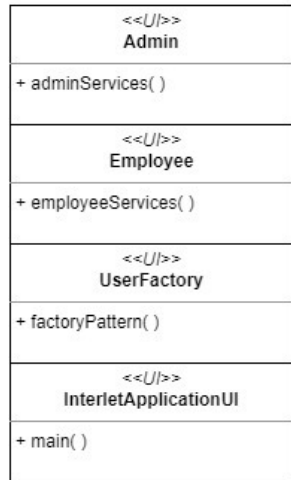 <<UI>>
Admin
+ adminServices( )
<<UI>>
Employee
+ employeeServices( )
<<UI>>
UserFactory
+ factoryPattern( )
<<UI>>
InterletApplicationUI
+ main( )